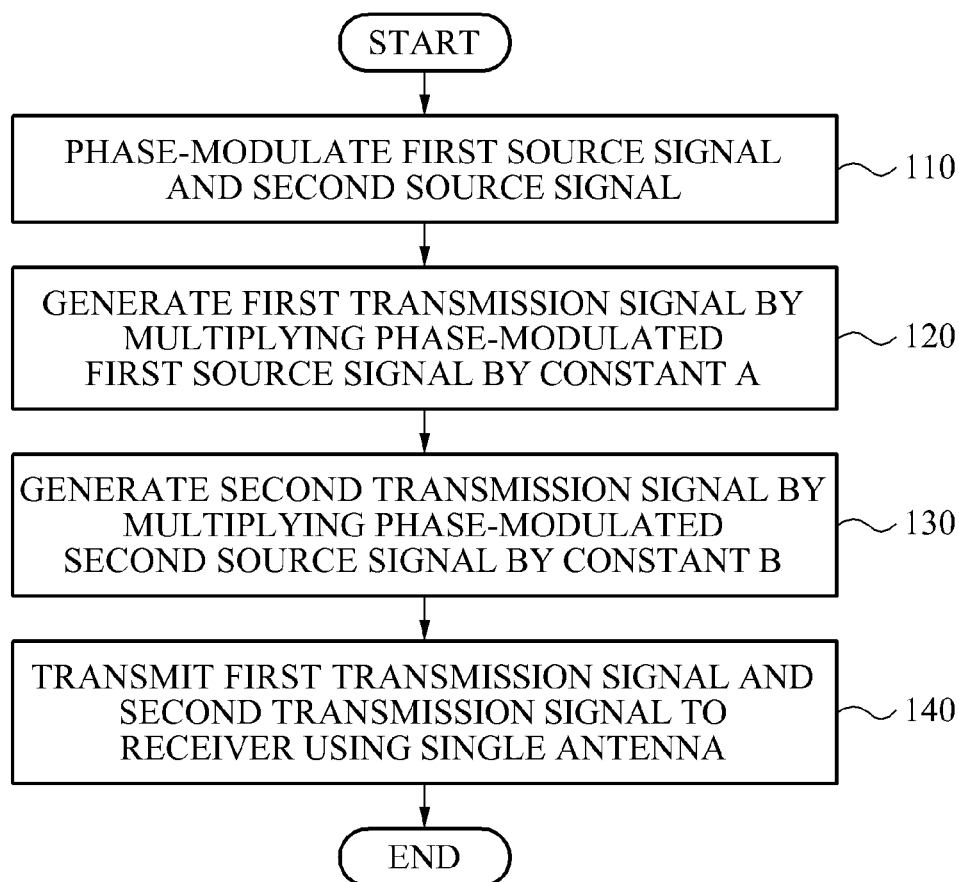 START
PHASE-MODULATE FIRST SOURCE SIGNAL
AND SECOND SOURCE SIGNAL
110
GENERATE FIRST TRANSMISSION SIGNAL BY
MULTIPLYING PHASE-MODULATED
FIRST SOURCE SIGNAL BY CONSTANT A
120
GENERATE SECOND TRANSMISSION SIGNAL BY
MULTIPLYING PHASE-MODULATED
SECOND SOURCE SIGNAL BY CONSTANT B
130
TRANSMIT FIRST TRANSMISSION SIGNAL AND
SECOND TRANSMISSION SIGNAL TO
RECEIVER USING SINGLE ANTENNA
140
END